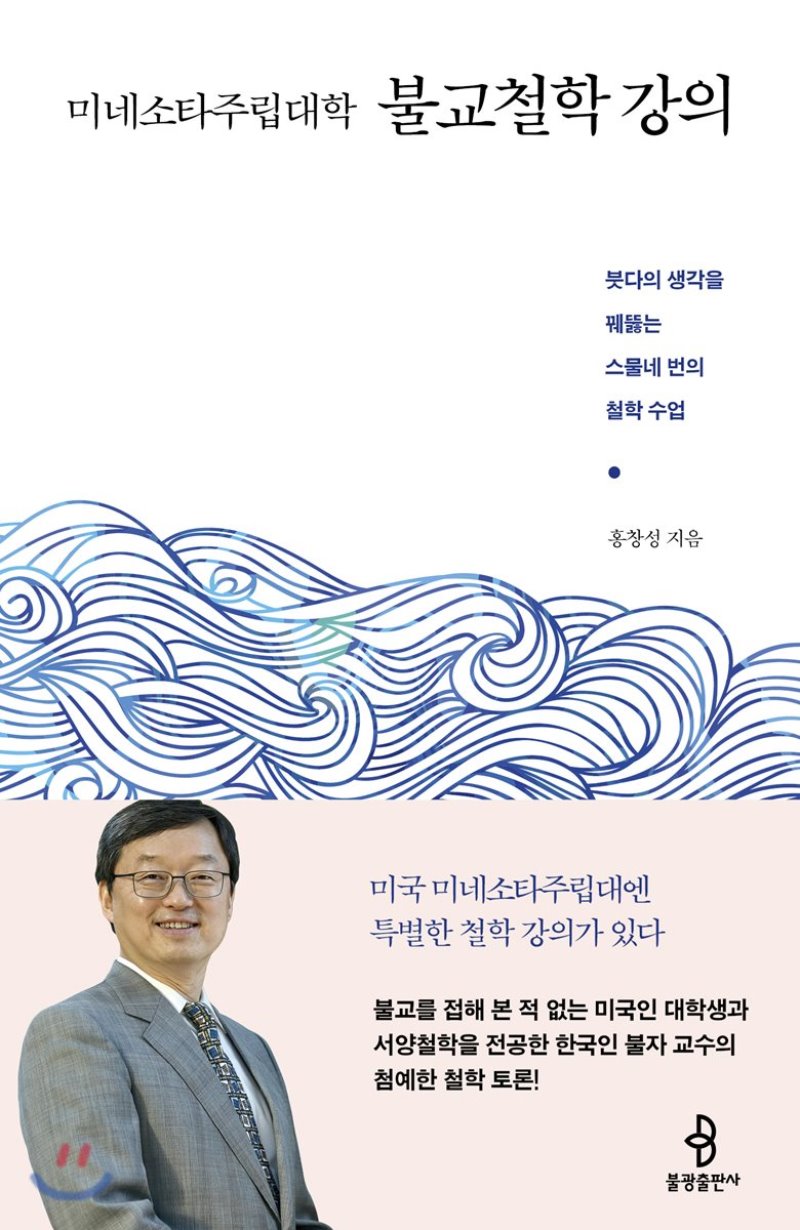 미네소타주립대학 불교철학 강의
붓다의 생각을
꿰뚫는
스물네 번의
철학 수업
홍창성 지음
미국 미네소타주립대엔
특별한 철학 강의가 있다
불교를 접해 본 적 없는 미국인 대학생과
서양철학을 전공한 한국인 불자 교수의
첨예한 철학 토론!
불광출판사